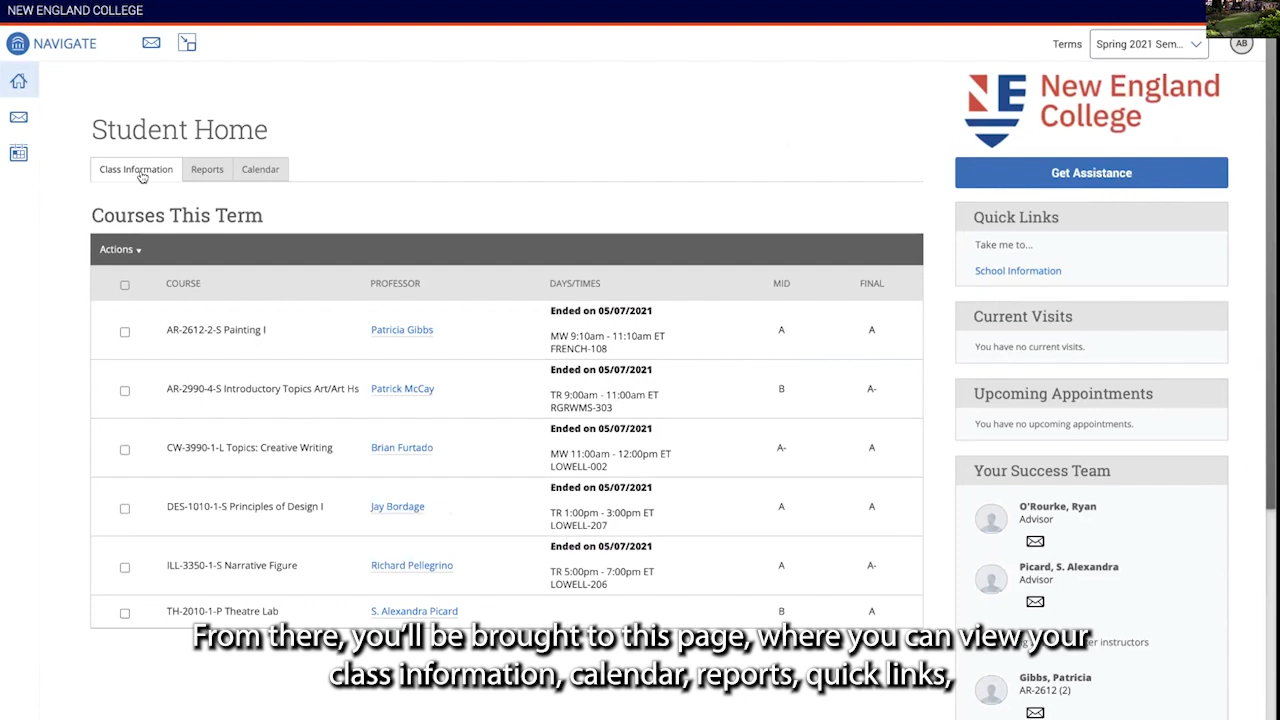 NEW ENGLAND COLLEGE
NAVIGATE
Terms
Spring 2021 Sem...
AB
New England
College
Student Home
Class Information
Reports
Calendar
Get Assistance
Courses This Term
Quick Links
Take me to...
School Information
Actions
COURSE PROFESSOR DAYS/TIMES MID FINAL
Ended on 05/07/2021
AR-2612-2-S Painting I Patricia Gibbs MW 9:10am - 11:10am ET A A
FRENCH-108
Ended on 05/07/2021
AR-2990-4-S Introductory Topics Art/Art Hs Patrick McCay TR 9:00am - 11:00am ET B A-
RGRWMS-303
Ended on 05/07/2021
CW-3990-1-L Topics: Creative Writing Brian Furtado MW 11:00am - 12:00pm ET A- A
LOWELL-002
Ended on 05/07/2021
DES-1010-1-S Principles of Design I Jay Bordage TR 1:00pm - 3:00pm ET A A
LOWELL-207
Ended on 05/07/2021
ILL-3350-1-S Narrative Figure Richard Pellegrino TR 5:00pm - 7:00pm ET A A-
LOWELL-206
TH-2010-1-P Theatre Lab S. Alexandra Picard B A
Current Visits
You have no current visits.
Upcoming Appointments
You have no upcoming appointments.
Your Success Team
O'Rourke, Ryan
Advisor
Picard, S. Alexandra
Advisor
instructors
Gibbs, Patricia
AR-2612 (2)
From there, you'll be brought to this page, where you can view your
class information, calendar, reports, quick links,